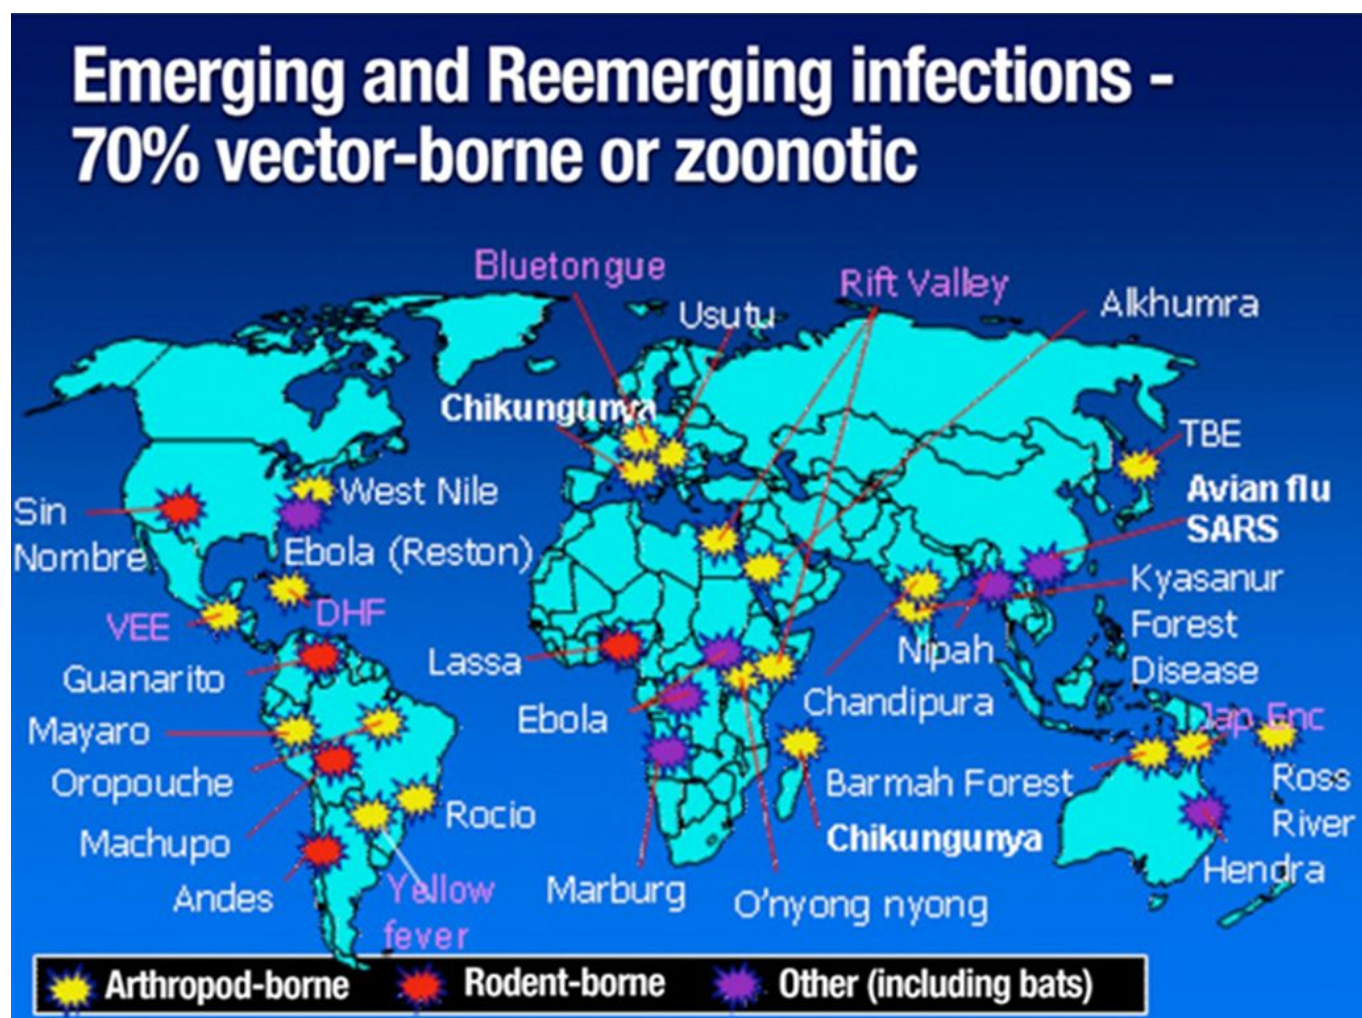 Emerging and Reemerging infections -
70% vector-borne or zoonotic
Bluetongue
Rift Valley
Alkhumra
Usutu
Chikungunya
TBE
Sin
Nombre
West Nile
Avian flu
SARS
Ebola (Reston)
Kyasanur
Forest
Disease
VEE
DHF
Guanarito
Lassa
Nipah
Chandipura
Ebola
Mayaro
Jap Enc
Oropouche
Barmah Forest
Ross
River
Rocio
Machupo
Chikungunya
Hendra
Andes
Yellow
fever
Marburg
O'nyong nyong
Arthropod-borne
Rodent-borne
Other (including bats)